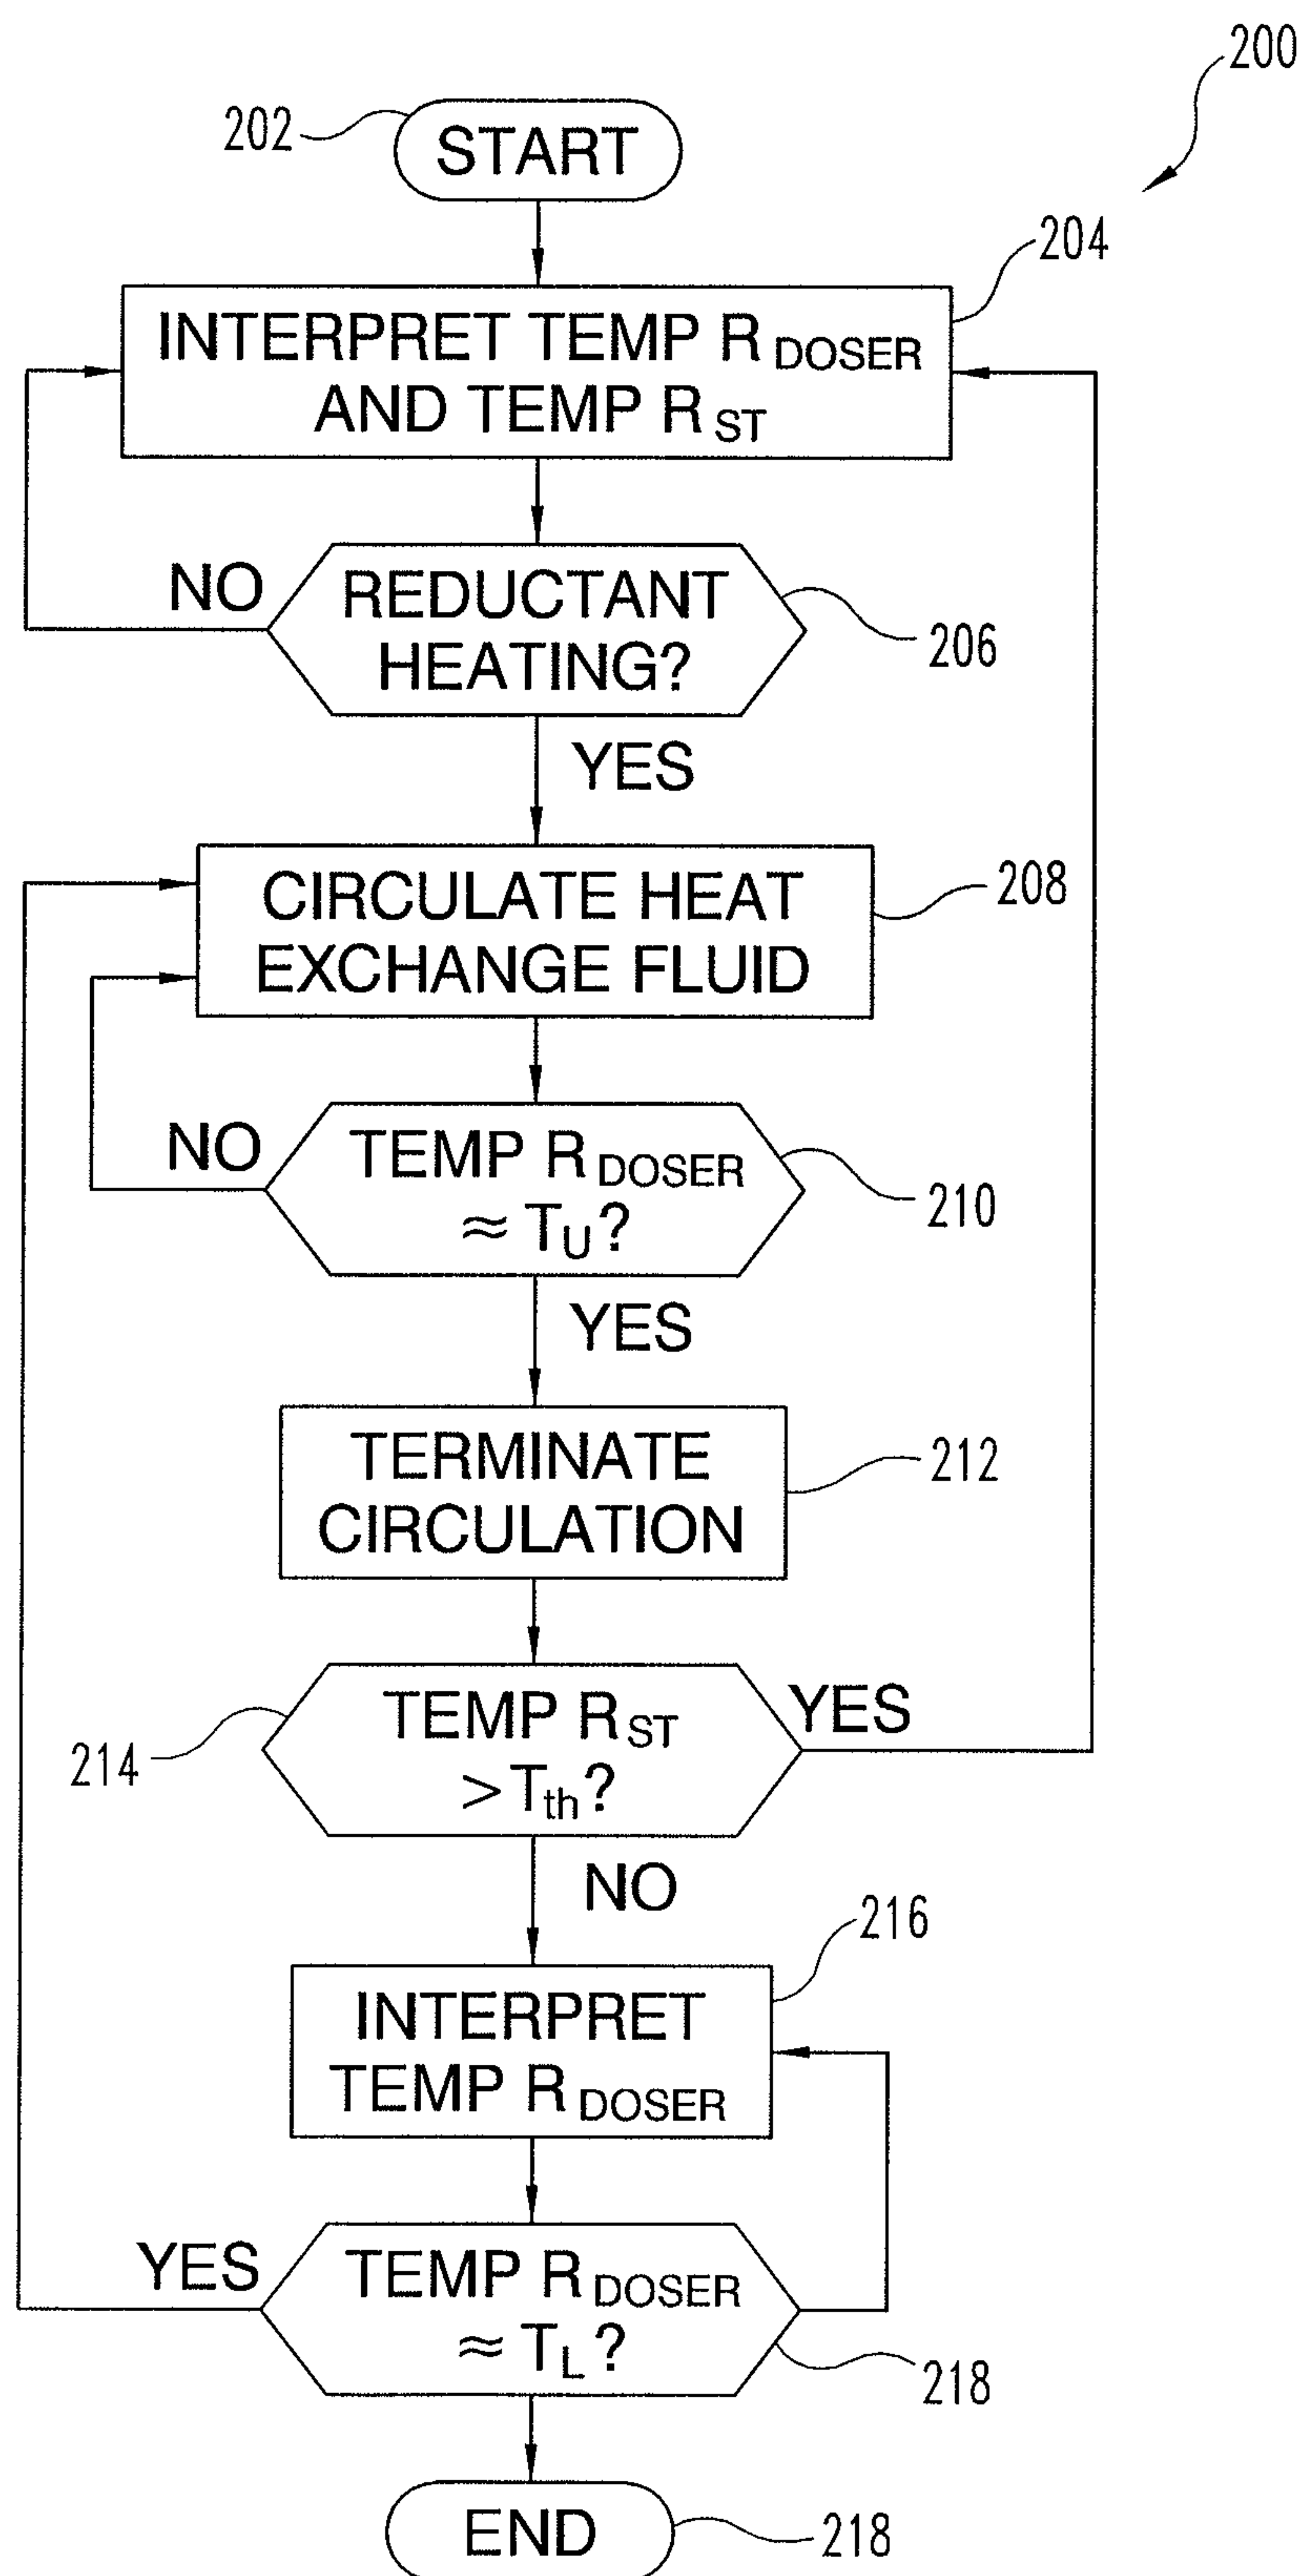 200
202
START
204
INTERPRET TEMP R DOSER
AND TEMP R ST
NO
REDUCTANT
HEATING?
206
YES
CIRCULATE HEAT
EXCHANGE FLUID
208
NO
TEMP R DOSER
≈ TU?
210
YES
TERMINATE
CIRCULATION
212
TEMP R ST
> Tth?
YES
214
NO
216
INTERPRET
TEMP R DOSER
YES
TEMP R DOSER
≈ TL?
218
END
218